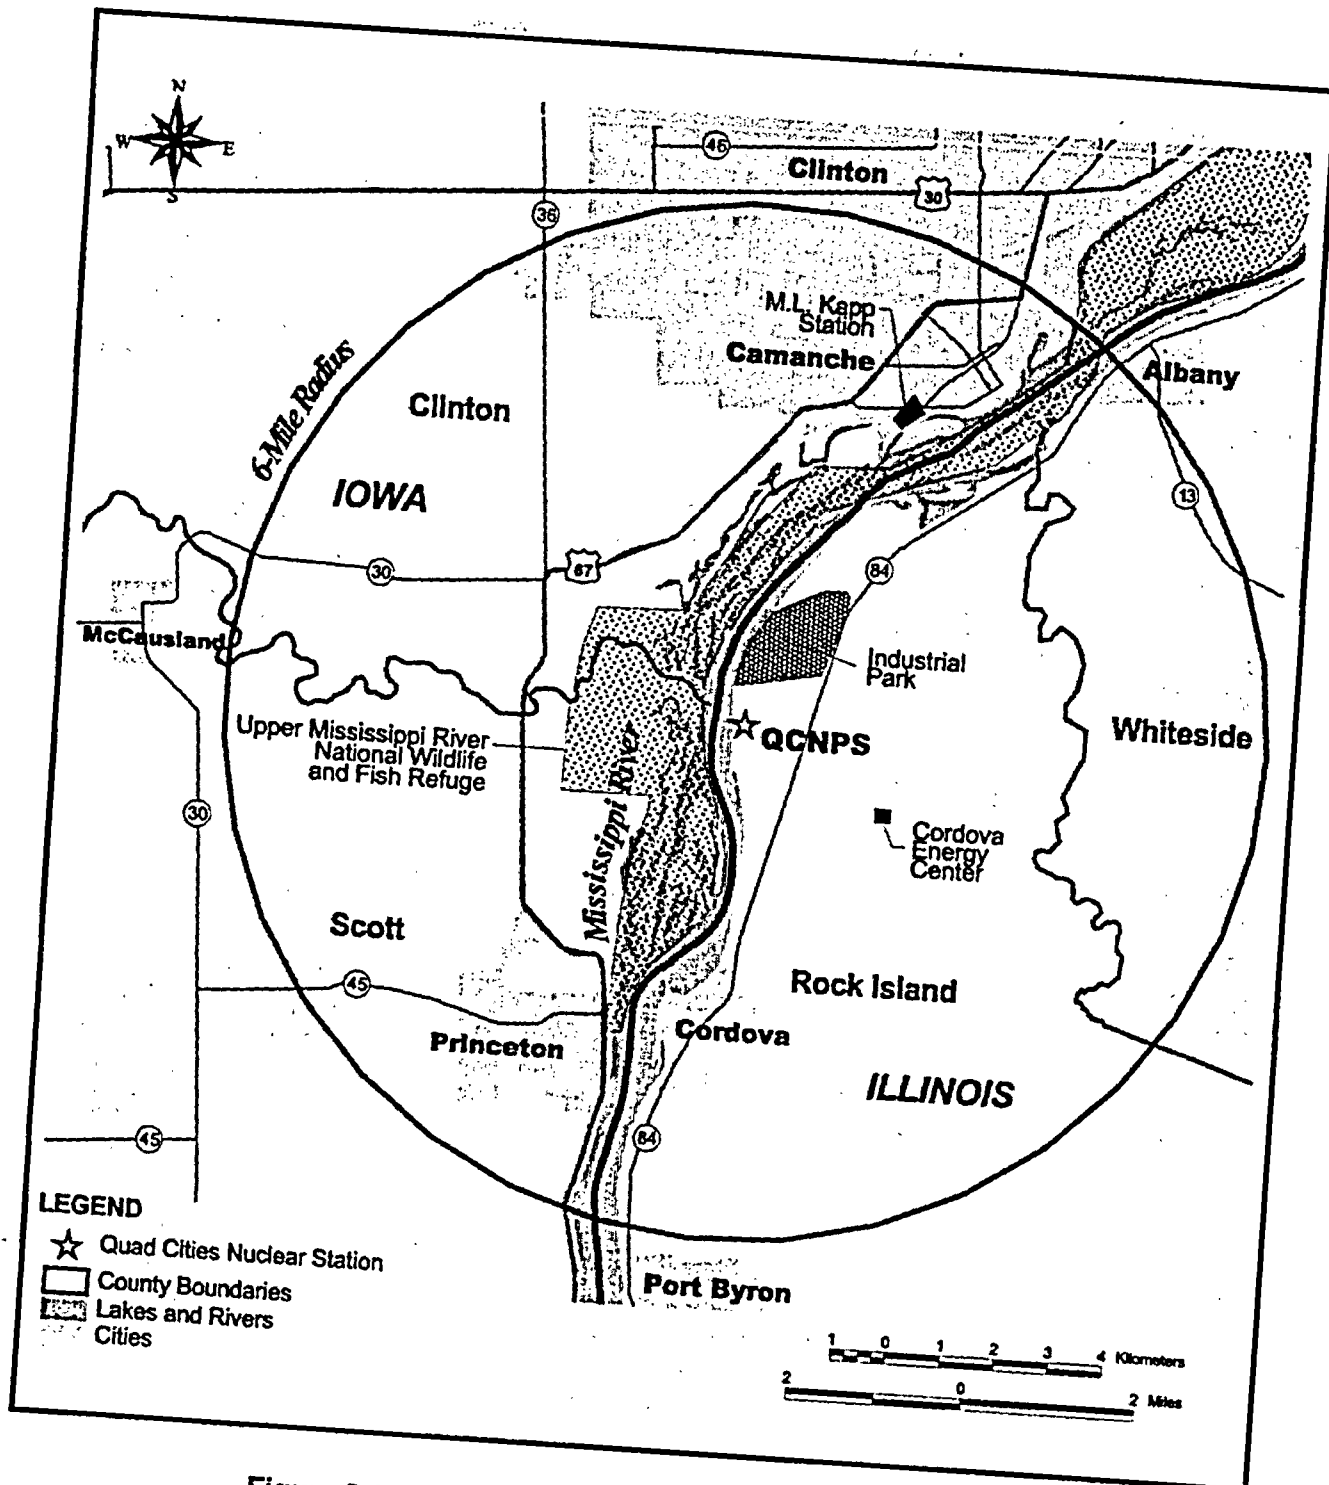 N
W
E
S
46
Clinton
30
36
M.L. Kapp
Station
Camanche
Albany
6-Mile Radius
Clinton
IOWA
13
30
67
84
McCausland
Industrial
Park
Upper Mississippi River
National Wildlife
and Fish Refuge
Mississippi River
QCNPS
Whiteside
30
Cordova
Energy
Center
Scott
45
Rock Island
Princeton
Cordova
ILLINOIS
45
84
LEGEND
Quad Cities Nuclear Station
County Boundaries
Lakes and Rivers
Cities
Port Byron
1 0 1 2 3 4 Kilometers
2 0 2 Miles